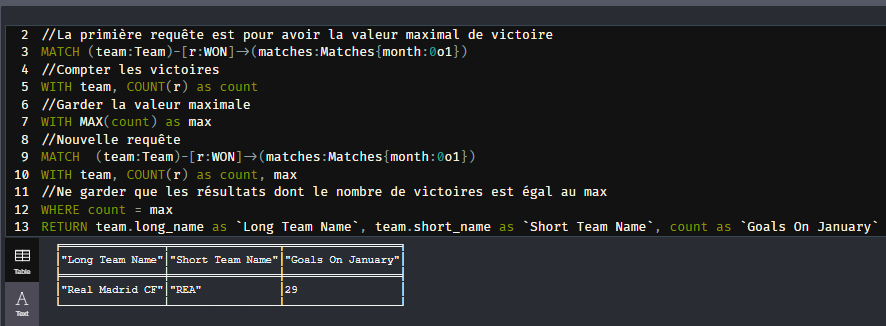 2 //La primière requête est pour avoir la valeur maximal de victoire
3 MATCH (team:Team)-[r:WON]→(matches:Matches{month:0o1})
4 //Compter les victoires
5 WITH team, COUNT(r) as count
6 //Garder la valeur maximale
7 WITH MAX(count) as max
8 //Nouvelle requête
9 MATCH  (team:Team)-[r:WON]→(matches:Matches{month:0o1})
10 WITH team, COUNT(r) as count, max
11 //Ne garder que les résultats dont le nombre de victoires est égal au max
12 WHERE count = max
13 RETURN team.long_name as `Long Team Name`, team.short_name as `Short Team Name`, count as `Goals On January`
Table
"Long Team Name" "Short Team Name" "Goals On January"
"Real Madrid CF" "REA" 29
A
Text